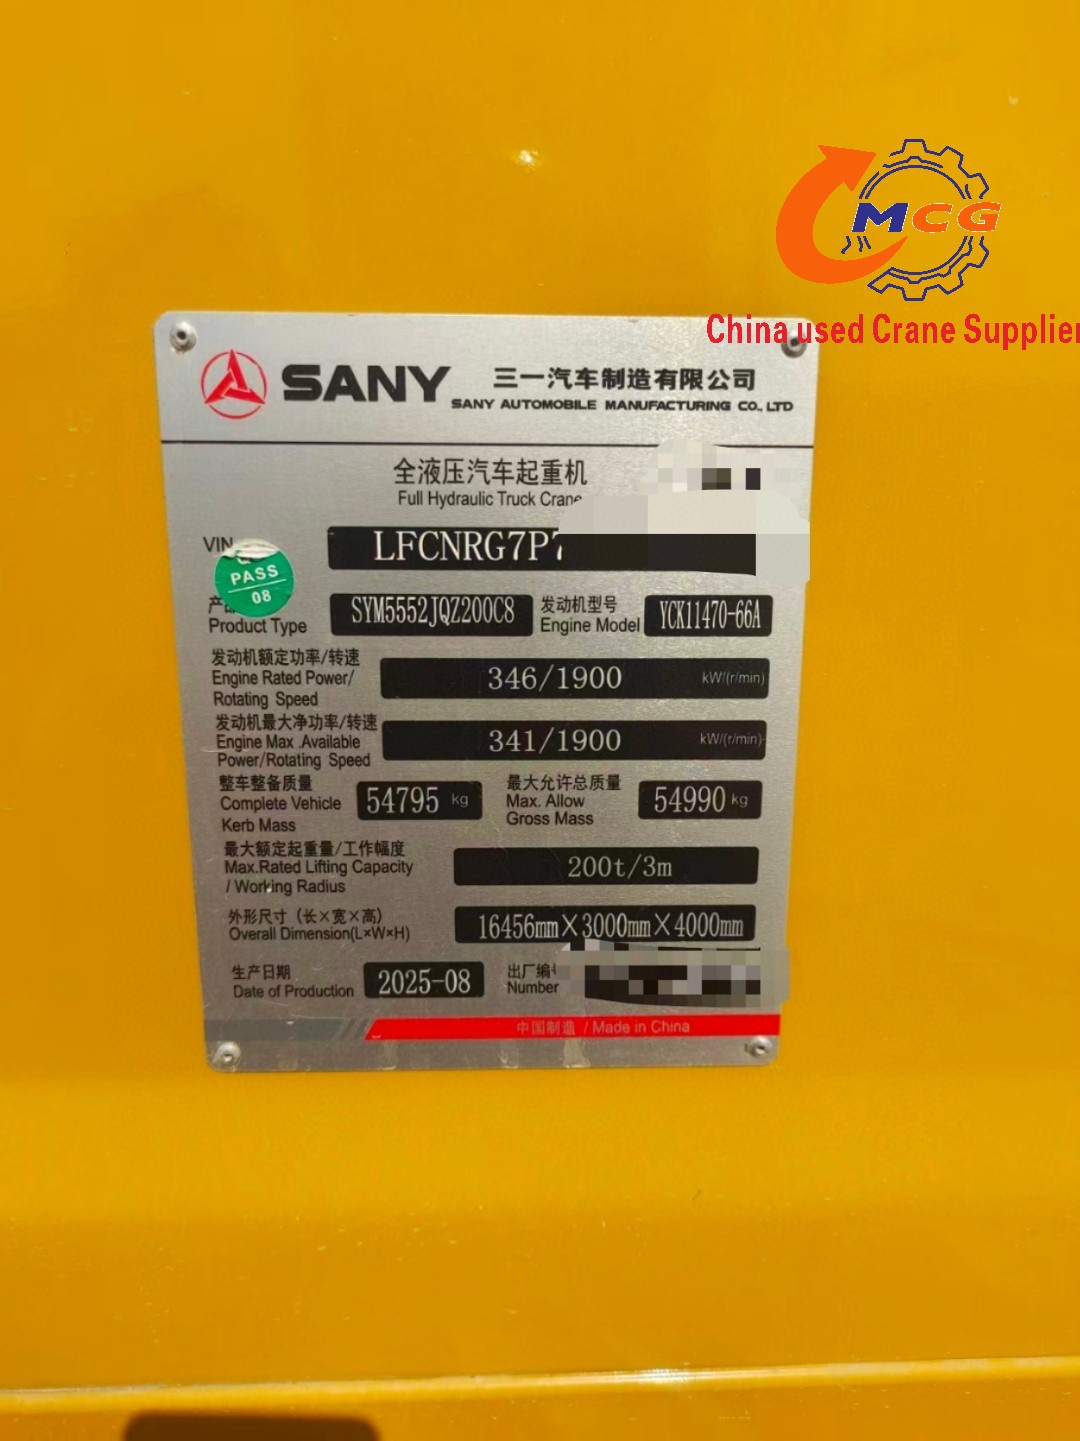 MCG
China used Crane Supplier
SANY 三一汽车制造有限公司
SANY AUTOMOBILE MANUFACTURING CO., LTD
全液压汽车起重机
Full Hydraulic Truck Crane
VIN LFCNRG7P
PASS
08
产品 SYM5552JQZ200C8 发动机型号 YCK11470-66A
Product Type Engine Model
发动机额定功率/转速
Engine Rated Power/ 346/1900 kW/(r/min)
Rotating Speed
发动机最大净功率/转速
Engine Max .Available 341/1900 kW/(r/min)
Power/Rotating Speed
整车整备质量 最大允许总质量
Complete Vehicle 54795 kg Max. Allow 54990 kg
Kerb Mass Gross Mass
最大额定起重量/工作幅度
Max.Rated Lifting Capacity 200t/3m
/ Working Radius
外形尺寸（长×宽×高） 16456mm×3000mm×4000mm
Overall Dimension(L×W×H)
生产日期 2025-08 出厂编
Date of Production Number
中国制造 / Made in China